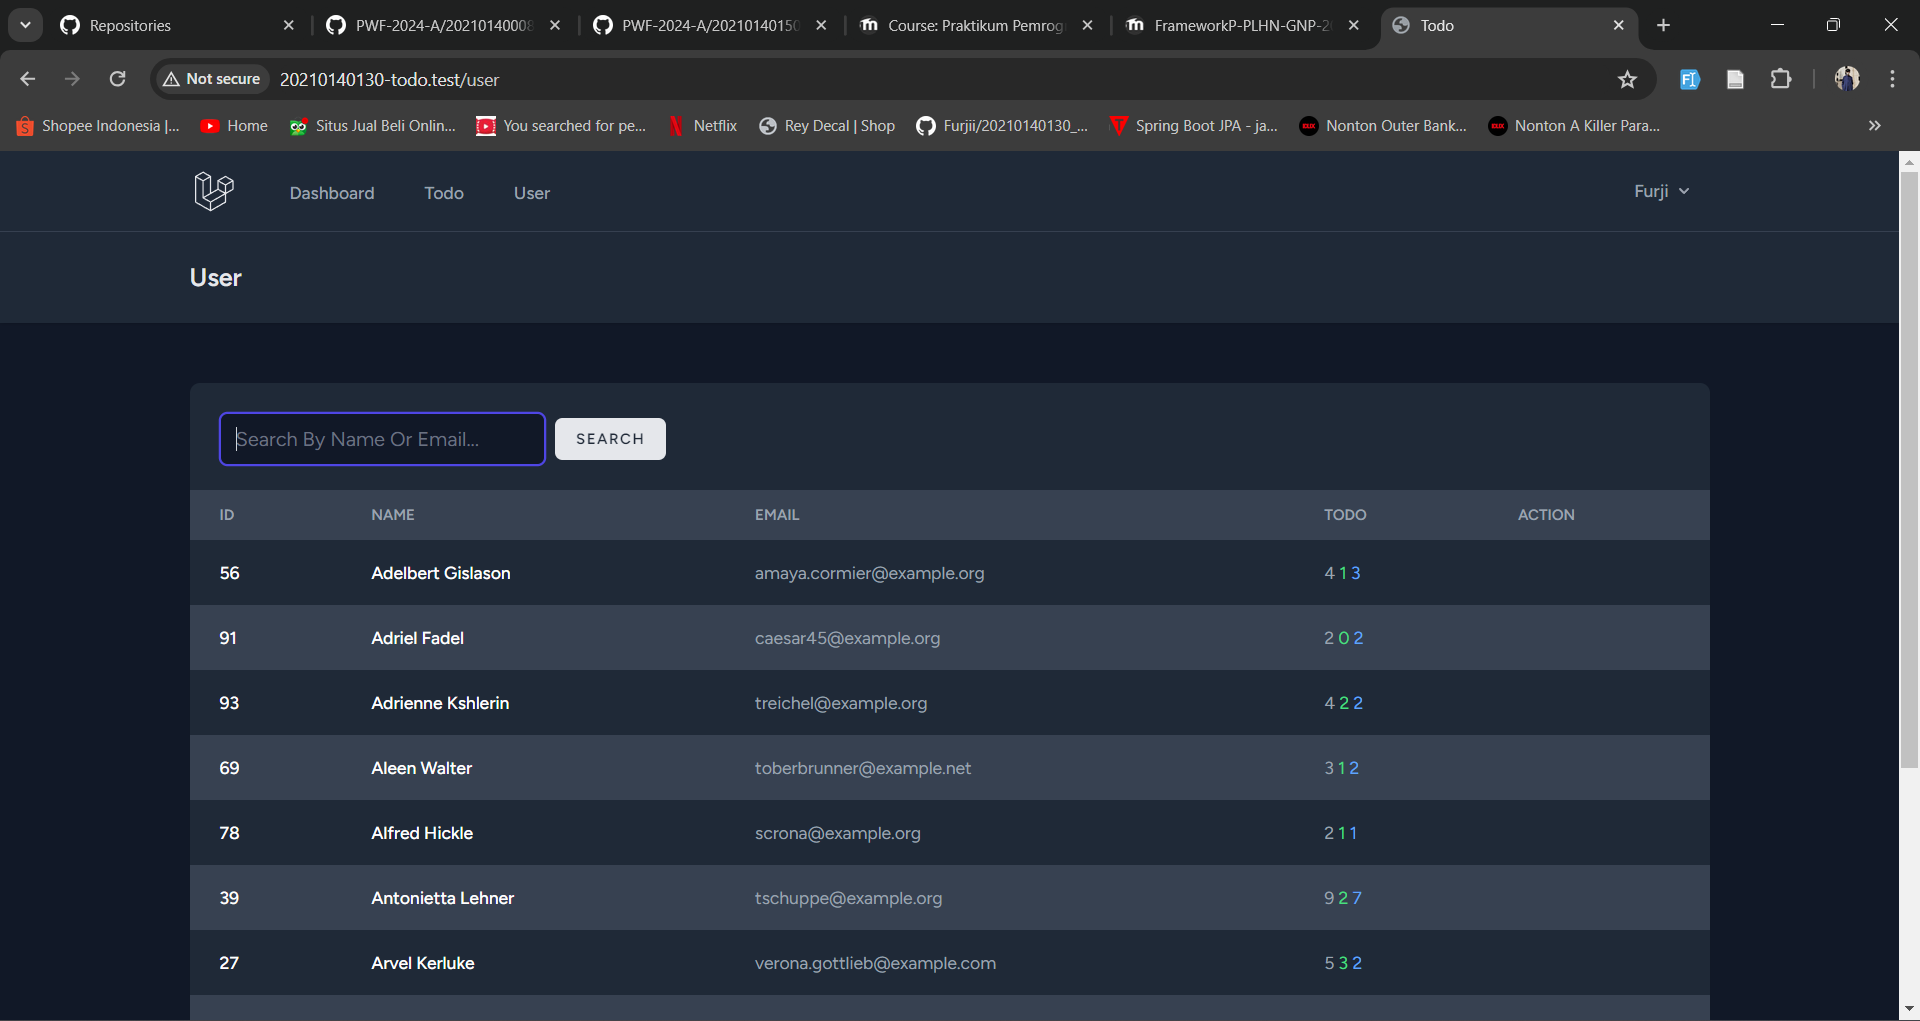 Repositories
PWF-2024-A/20210140008
PWF-2024-A/20210140150
Course: Praktikum Pemrog
FrameworkP-PLHN-GNP-2
Todo
Not secure
20210140130-todo.test/user
Shopee Indonesia |...
Home
Situs Jual Beli Onlin...
You searched for pe...
Netflix
Rey Decal | Shop
Furjii/20210140130_...
Spring Boot JPA - ja...
Nonton Outer Bank...
Nonton A Killer Para...
Dashboard Todo User
Furji
User
Search By Name Or Email...
SEARCH
ID NAME EMAIL TODO ACTION
56 Adelbert Gislason amaya.cormier@example.org 4 1 3
91 Adriel Fadel caesar45@example.org 2 0 2
93 Adrienne Kshlerin treichel@example.org 4 2 2
69 Aleen Walter toberbrunner@example.net 3 1 2
78 Alfred Hickle scrona@example.org 2 1 1
39 Antonietta Lehner tschuppe@example.org 9 2 7
27 Arvel Kerluke verona.gottlieb@example.com 5 3 2